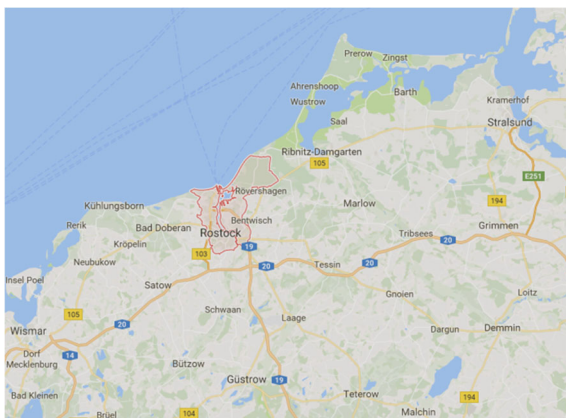 Prerow
Zingst
Ahrenshoop
Barth
Wustrow
Kramerhof
Saal
Stralsund
Ribnitz-Damgarten
105
E251
Rövershagen
194
Kühlungsborn
Marlow
Bentwisch
Rerik
Bad Doberan
Rostock
Tribsees
Grimmen
Kröpelin
19
20
103
Neubukow
20
Tessin
20
Insel Poel
Satow
Gnoien
Loitz
105
Schwaan
Laage
Wismar
20
Dargun
Demmin
Dorf
Mecklenburg
14
Bützow
Güstrow
19
Bad Kleinen
Teterow
194
Brüel
104
Malchin